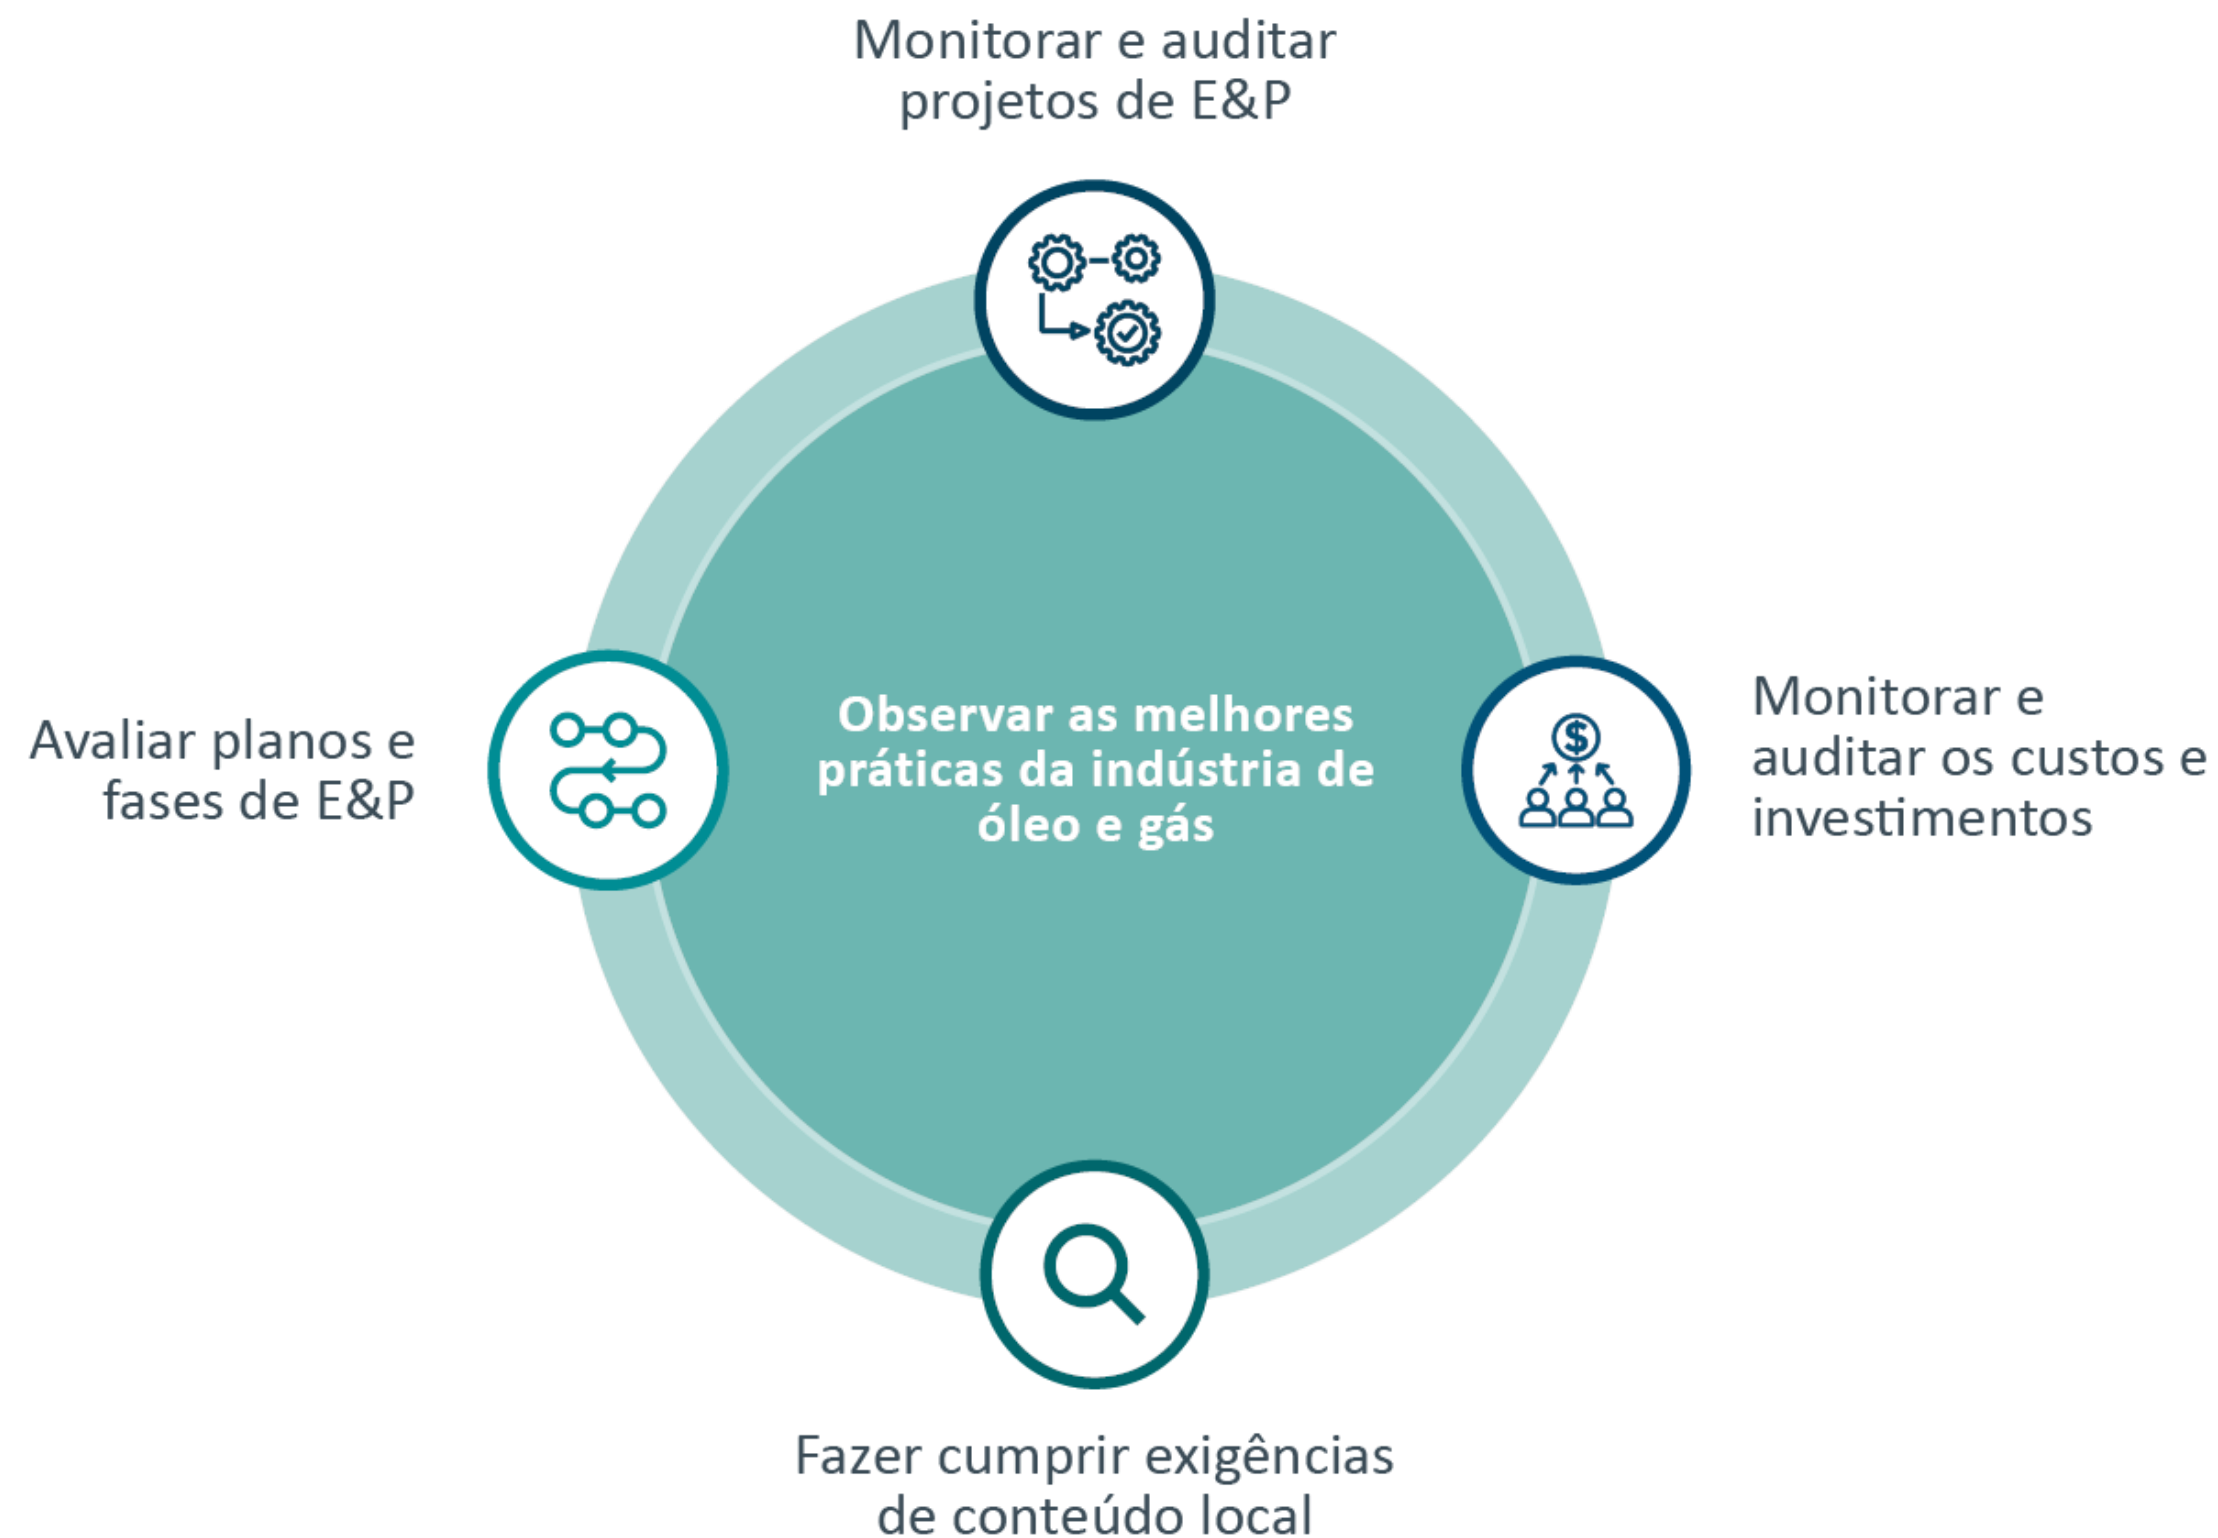 Monitorar e auditar
projetos de E&P
Avaliar planos e
fases de E&P
Observar as melhores
práticas da indústria de
óleo e gás
$
Monitorar e
auditar os custos e
investimentos
Fazer cumprir exigências
de conteúdo local